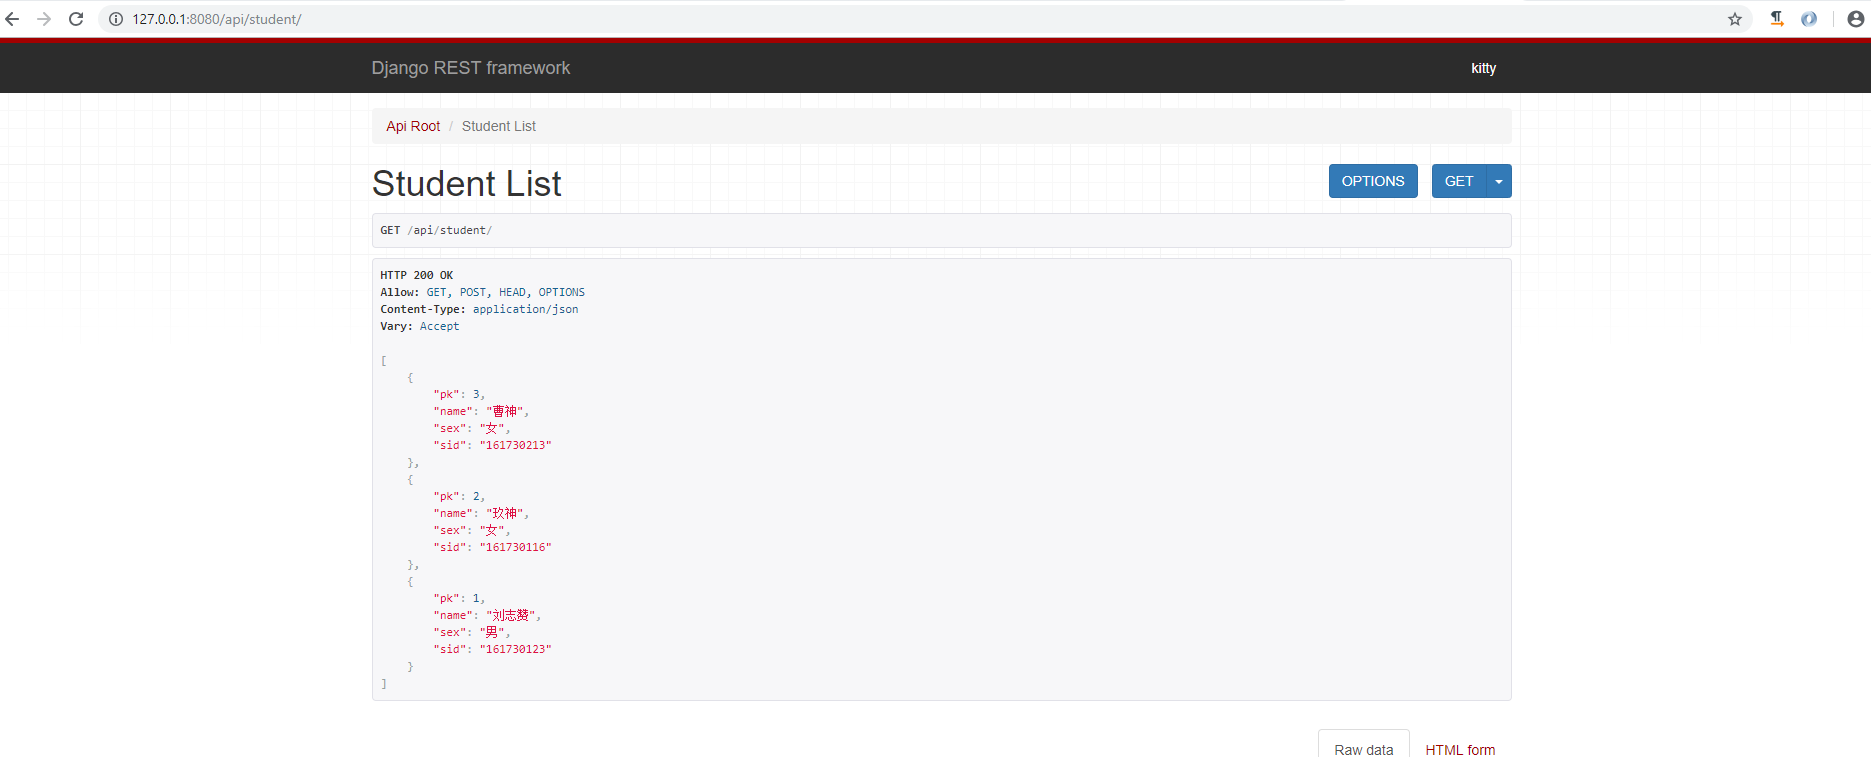 127.0.0.1:8080/api/student/
Django REST framework
kitty
Api Root / Student List
Student List
OPTIONS
GET
GET /api/student/
HTTP 200 OK
Allow: GET, POST, HEAD, OPTIONS
Content-Type: application/json
Vary: Accept
[
{
"pk": 3,
"name": "曹神",
"sex": "女",
"sid": "161730213"
},
{
"pk": 2,
"name": "玫神",
"sex": "女",
"sid": "161730116"
},
{
"pk": 1,
"name": "刘志赞",
"sex": "男",
"sid": "161730123"
}
]
Raw data
HTML form